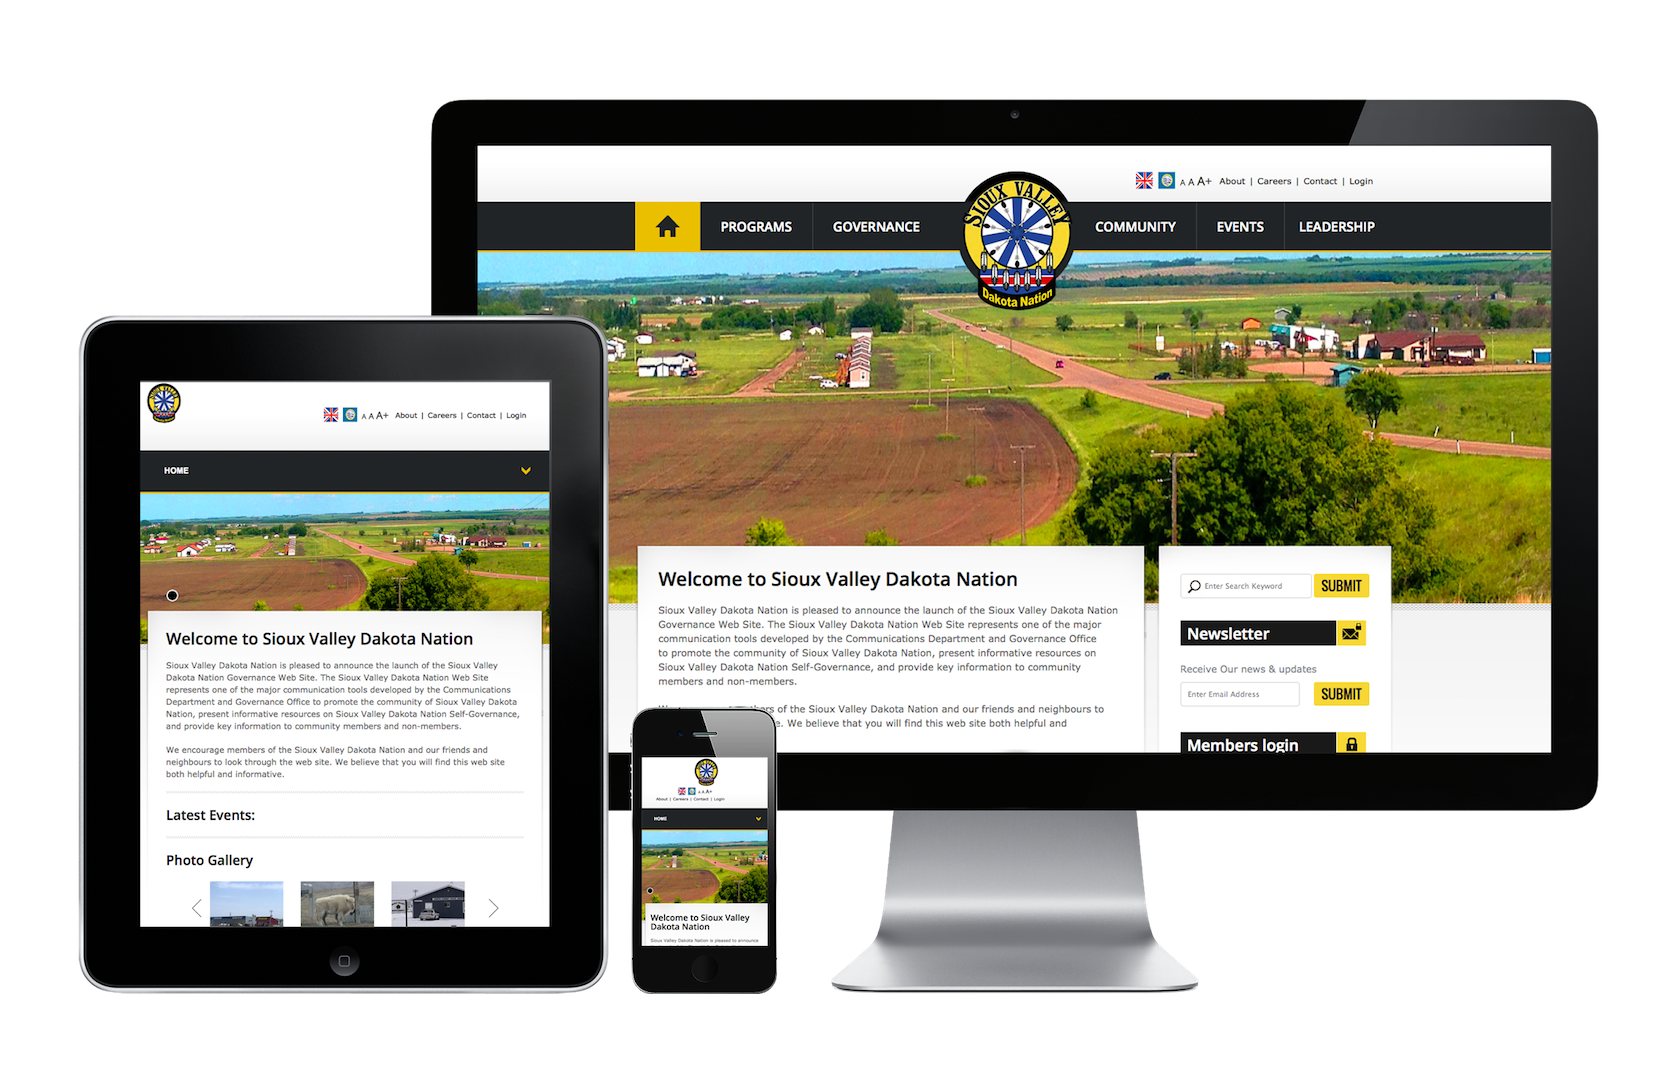 About | Careers | Contact | Login
A A A+
SIOUX VALLEY
Dakota Nation
PROGRAMS
GOVERNANCE
COMMUNITY
EVENTS
LEADERSHIP
Welcome to Sioux Valley Dakota Nation
Sioux Valley Dakota Nation is pleased to announce the launch of the Sioux Valley Dakota Nation
Governance Web Site. The Sioux Valley Dakota Nation Web Site represents one of the major
communication tools developed by the Communications Department and Governance Office
to promote the community of Sioux Valley Dakota Nation, present informative resources on
Sioux Valley Dakota Nation Self-Governance, and provide key information to community
members and non-members.
of the Sioux Valley Dakota Nation and our friends and neighbours to
We believe that you will find this web site both helpful and
Enter Search Keyword
SUBMIT
Newsletter
Receive Our news & updates
Enter Email Address
SUBMIT
Members login
SIOUX VALLEY
A A A+
About | Careers | Contact | Login
HOME
Welcome to Sioux Valley Dakota Nation
Sioux Valley Dakota Nation is pleased to announce the launch of the Sioux Valley
Dakota Nation Governance Web Site. The Sioux Valley Dakota Nation Web Site
represents one of the major communication tools developed by the Communications
Department and Governance Office to promote the community of Sioux Valley Dakota
Nation, present informative resources on Sioux Valley Dakota Nation Self-Governance,
and provide key information to community members and non-members.
We encourage members of the Sioux Valley Dakota Nation and our friends and
neighbours to look through the web site. We believe that you will find this web site
both helpful and informative.
Latest Events:
Photo Gallery
A A A+
About | Careers | Contact | Login
HOME
Welcome to Sioux Valley
Dakota Nation
Sioux Valley Dakota Nation is pleased to announce